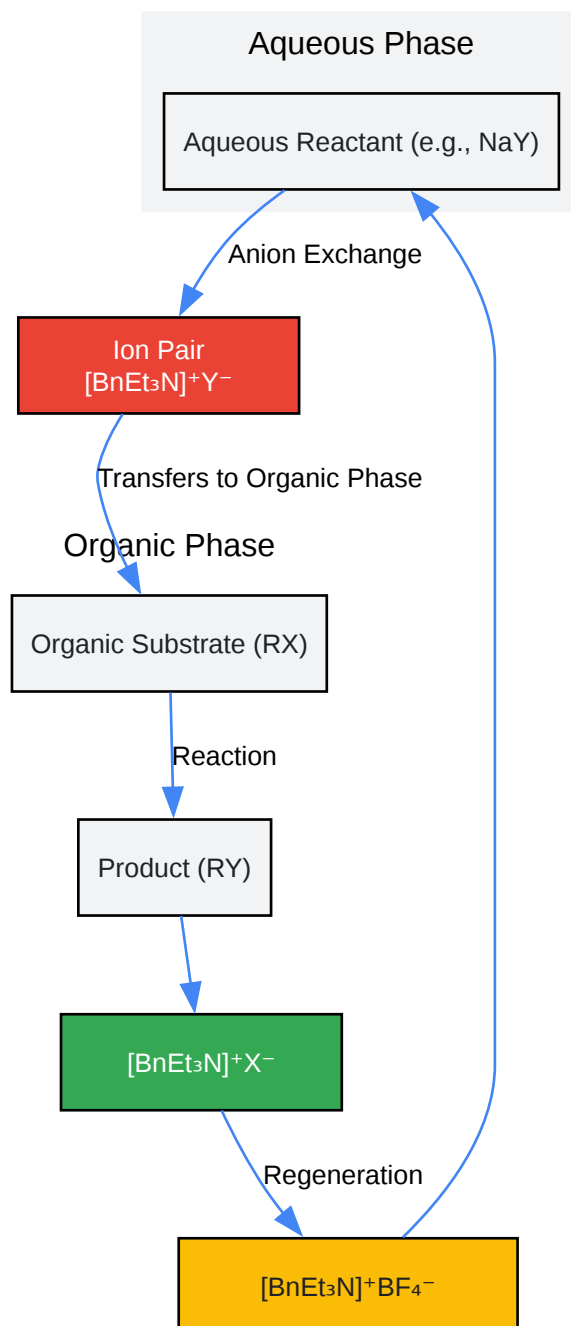 Aqueous Phase
Aqueous Reactant (e.g., NaY)
Anion Exchange
Ion Pair
[BnEt₃N]⁺Y⁻
Transfers to Organic Phase
Organic Phase
Organic Substrate (RX)
Reaction
Product (RY)
[BnEt₃N]⁺X⁻
Regeneration
[BnEt₃N]⁺BF₄⁻